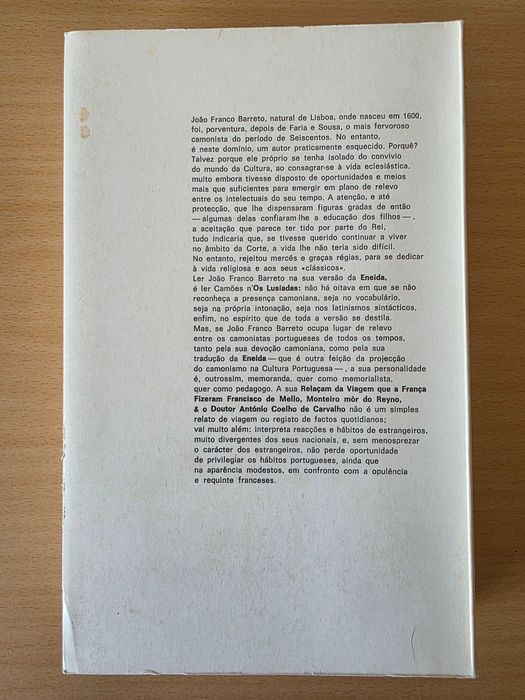 João Franco Barreto, natural de Lisboa, onde nasceu em 1600,
foi, porventura, depois de Faria e Sousa, o mais fervoroso
camonista do período de Seiscentos. No entanto,
é neste domínio, um autor praticamente esquecido. Porquê?
Talvez porque ele próprio se tenha isolado do convívio
do mundo da Cultura, ao consagrar-se à vida eclesiástica,
muito embora tivesse disposto de oportunidades e meios
mais que suficientes para emergir em plano de relevo
entre os intelectuais do seu tempo. A atenção, e até
protecção, que lhe dispensaram figuras gradas de então
— algumas delas confiaram-lhe a educação dos filhos —,
a aceitação que parece ter tido por parte do Rei,
tudo indicaria que, se tivesse querido continuar a viver
no âmbito da Corte, a vida lhe não teria sido difícil.
No entanto, rejeitou mercês e graças régias, para se dedicar
à vida religiosa e aos seus «clássicos».
Ler João Franco Barreto na sua versão da Eneida,
é ler Camões n'Os Lusíadas: não há oitava em que se não
reconheça a presença camoniana, seja no vocabulário,
seja na própria intonação, seja nos latinismos sintácticos,
enfim, no espírito que de toda a versão se destila.
Mas, se João Franco Barreto ocupa lugar de relevo
entre os camonistas portugueses de todos os tempos,
tanto pela sua devoção camoniana, como pela sua
tradução da Eneida — que é outra feição da projecção
do camonismo na Cultura Portuguesa —, a sua personalidade
é, outrossim, memoranda, quer como memorialista,
quer como pedagogo. A sua Relaçam da Viagem que a França
Fizeram Francisco de Mello, Monteiro mòr do Reyno,
& o Doutor António Coelho de Carvalho não é um simples
relato de viagem ou registo de factos quotidianos;
vai muito além: interpreta reacções e hábitos de estrangeiros,
muito divergentes dos seus nacionais, e, sem menosprezar
o carácter dos estrangeiros, não perde oportunidade
de privilegiar os hábitos portugueses, ainda que
na aparência modestos, em confronto com a opulência
e requinte franceses.